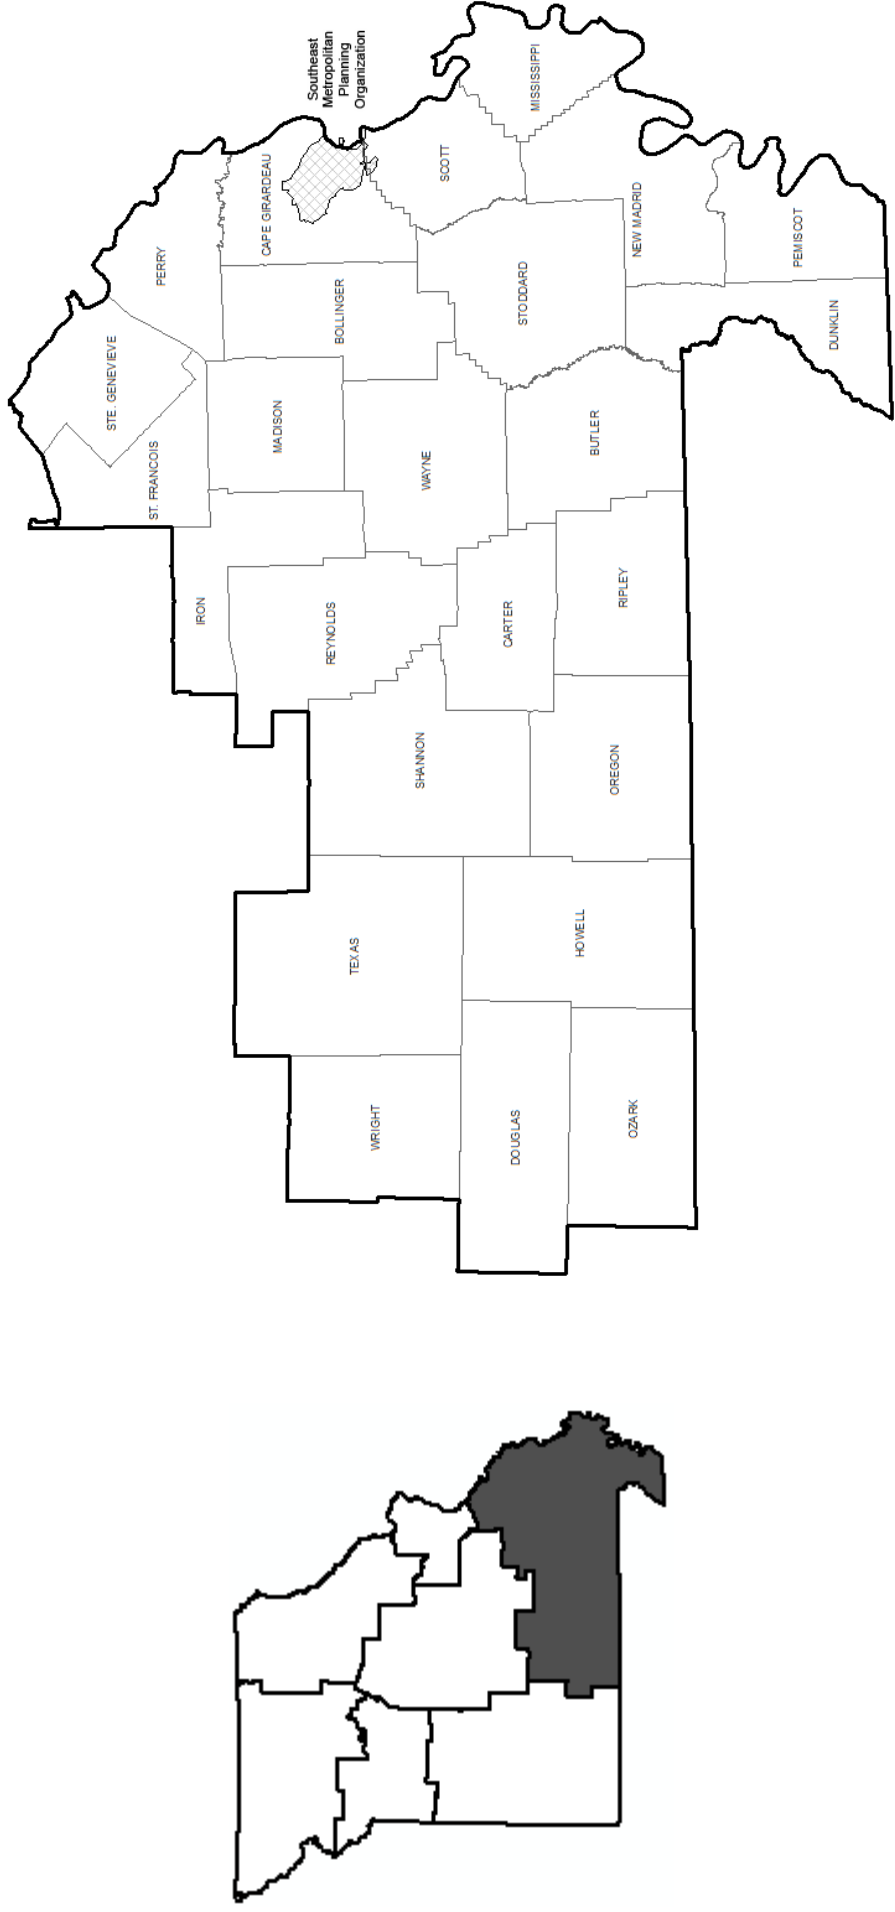 Southeast
Metropolitan
Planning
Organization
STE. GENEVIEVE
PERRY
ST. FRANCOIS
CAPE GIRARDEAU
IRON
MADISON
BOLLINGER
REYNOLDS
SCOTT
MISSISSIPPI
TEXAS
SHANNON
WAYNE
STODDARD
WRIGHT
CARTER
BUTLER
NEW MADRID
DOUGLAS
HOWELL
OREGON
RIPLEY
OZARK
PEMISCOT
DUNKLIN